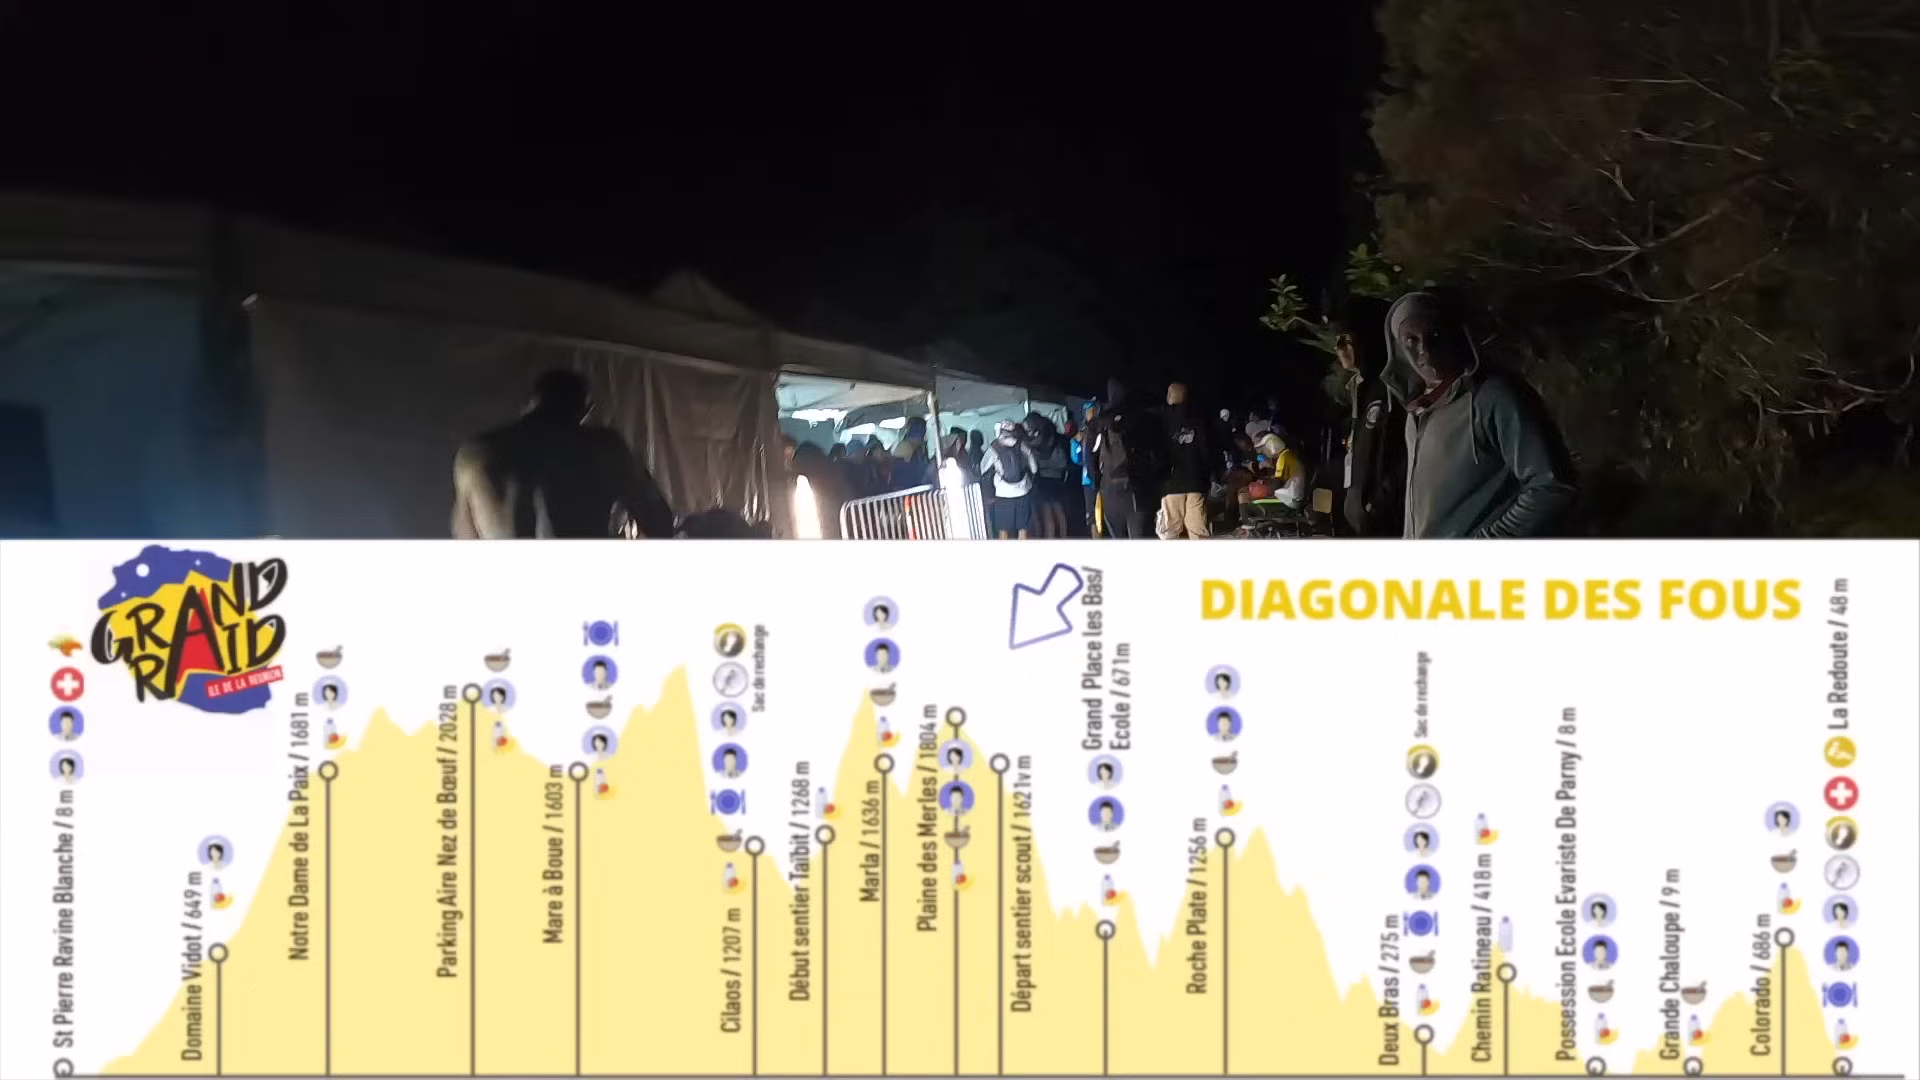 GRAND
RAID
ILE DE LA REUNION
DIAGONALE DES FOUS
St Pierre Ravine Blanche / 8 m
Domaine Vidot / 649 m
Notre Dame de La Paix / 1681 m
Parking Aire Nez de Bœuf / 2028 m
Mare à Boue / 1603 m
Cilaos / 1207 m
Sac de rechange
Début sentier Taïbit / 1268 m
Marla / 1636 m
Plaine des Merles / 1804 m
Départ sentier scout / 1621v m
Grand Place les Bas/
Ecole / 671m
Roche Plate / 1256 m
Deux Bras / 275 m
Sac de rechange
Chemin Ratineau / 418 m
Possession Ecole Evariste De Parny / 8 m
Grande Chaloupe / 9 m
Colorado / 686 m
La Redoute / 48 m